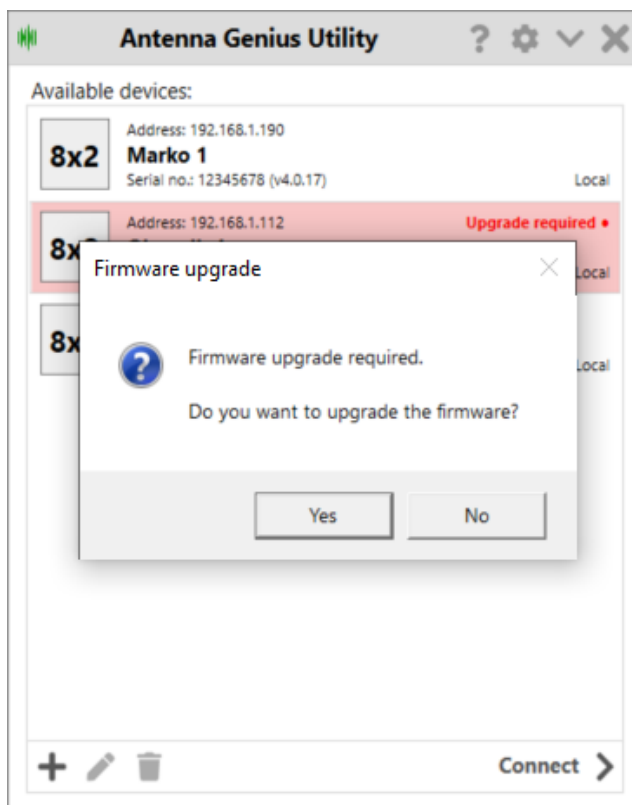 Antenna Genius Utility
Available devices:
8x2
Address: 192.168.1.190
Marko 1
Serial no.: 12345678 (v4.0.17)
Local
Address: 192.168.1.112
Upgrade required •
Local
Firmware upgrade
Firmware upgrade required.
Do you want to upgrade the firmware?
Yes
No
8x
Local
Connect